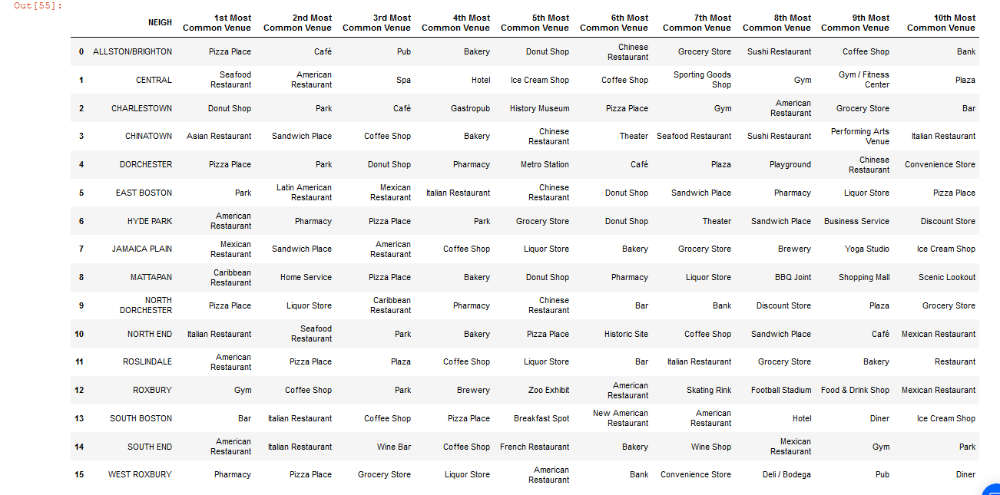 Out[55]:
NEIGH 1st Most Common Venue 2nd Most Common Venue 3rd Most Common Venue 4th Most Common Venue 5th Most Common Venue 6th Most Common Venue 7th Most Common Venue 8th Most Common Venue 9th Most Common Venue 10th Most Common Venue
0 ALLSTON/BRIGHTON Pizza Place Café Pub Bakery Donut Shop Chinese Restaurant Grocery Store Sushi Restaurant Coffee Shop Bank
1 CENTRAL Seafood Restaurant American Restaurant Spa Hotel Ice Cream Shop Coffee Shop Sporting Goods Shop Gym Gym / Fitness Center Plaza
2 CHARLESTOWN Donut Shop Park Café Gastropub History Museum Pizza Place Gym American Restaurant Grocery Store Bar
3 CHINATOWN Asian Restaurant Sandwich Place Coffee Shop Bakery Chinese Restaurant Theater Seafood Restaurant Sushi Restaurant Performing Arts Venue Italian Restaurant
4 DORCHESTER Pizza Place Park Donut Shop Pharmacy Metro Station Café Plaza Playground Chinese Restaurant Convenience Store
5 EAST BOSTON Park Latin American Restaurant Mexican Restaurant Italian Restaurant Chinese Restaurant Donut Shop Sandwich Place Pharmacy Liquor Store Pizza Place
6 HYDE PARK American Restaurant Pharmacy Pizza Place Park Grocery Store Donut Shop Theater Sandwich Place Business Service Discount Store
7 JAMAICA PLAIN Mexican Restaurant Sandwich Place American Restaurant Coffee Shop Liquor Store Bakery Grocery Store Brewery Yoga Studio Ice Cream Shop
8 MATTAPAN Caribbean Restaurant Home Service Pizza Place Bakery Donut Shop Pharmacy Liquor Store BBQ Joint Shopping Mall Scenic Lookout
9 NORTH DORCHESTER Pizza Place Liquor Store Caribbean Restaurant Pharmacy Chinese Restaurant Bar Bank Discount Store Plaza Grocery Store
10 NORTH END Italian Restaurant Seafood Restaurant Park Bakery Pizza Place Historic Site Coffee Shop Sandwich Place Café Mexican Restaurant
11 ROSLINDALE American Restaurant Pizza Place Plaza Coffee Shop Liquor Store Bar Italian Restaurant Grocery Store Bakery Restaurant
12 ROXBURY Gym Coffee Shop Park Brewery Zoo Exhibit American Restaurant Skating Rink Football Stadium Food & Drink Shop Mexican Restaurant
13 SOUTH BOSTON Bar Italian Restaurant Coffee Shop Pizza Place Breakfast Spot New American Restaurant American Restaurant Hotel Diner Ice Cream Shop
14 SOUTH END American Restaurant Italian Restaurant Wine Bar Coffee Shop French Restaurant Bakery Wine Shop Mexican Restaurant Gym Park
15 WEST ROXBURY Pharmacy Pizza Place Grocery Store Liquor Store American Restaurant Bank Convenience Store Deli / Bodega Pub Diner